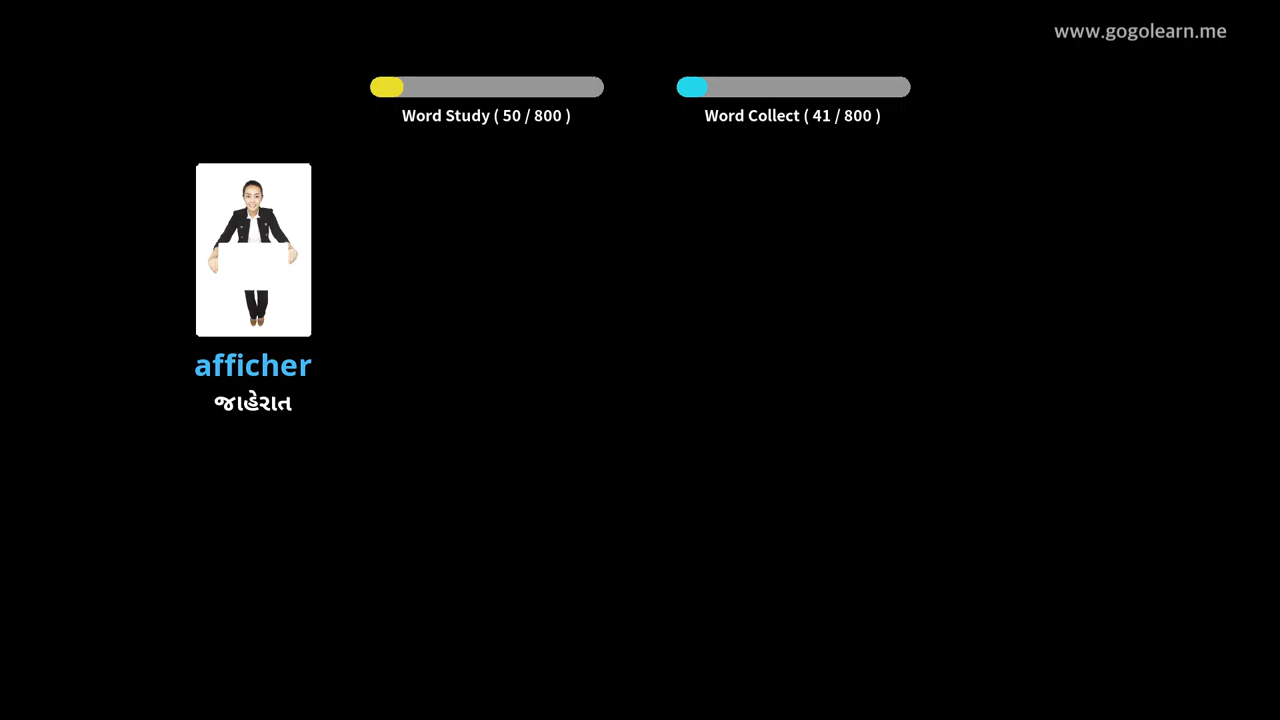 www.gogolearn.me
Word Study ( 50 / 800 )
Word Collect ( 41 / 800 )
afficher
જાહેરાત